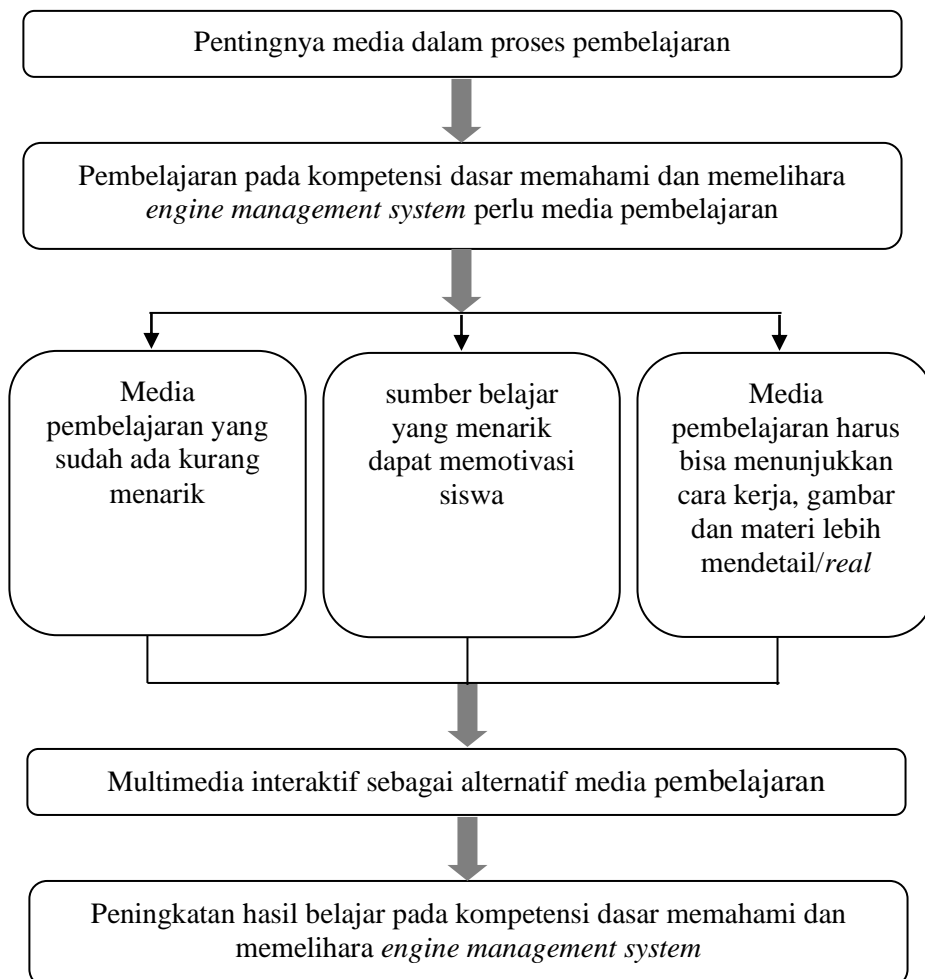 Pentingnya media dalam proses pembelajaran
Pembelajaran pada kompetensi dasar memahami dan memelihara
engine management system perlu media pembelajaran
Media
pembelajaran yang
sudah ada kurang
menarik
sumber belajar
yang menarik
dapat memotivasi
siswa
Media
pembelajaran harus
bisa menunjukkan
cara kerja, gambar
dan materi lebih
mendetail/real
Multimedia interaktif sebagai alternatif media pembelajaran
Peningkatan hasil belajar pada kompetensi dasar memahami dan
memelihara engine management system